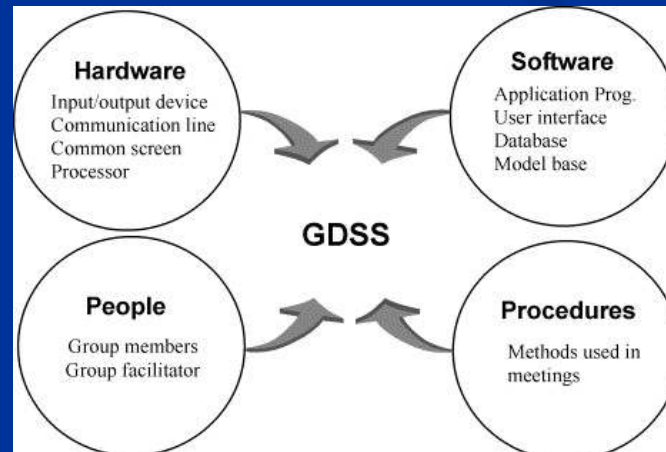 Hardware
Input/output device
Communication line
Common screen
Processor
Software
Application Prog.
User interface
Database
Model base
GDSS
People
Group members
Group facilitator
Procedures
Methods used in
meetings